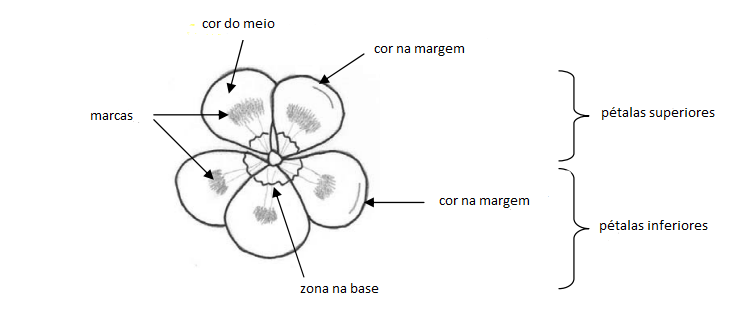 cor do meio
cor na margem
marcas
pétalas superiores
cor na margem
pétalas inferiores
zona na base